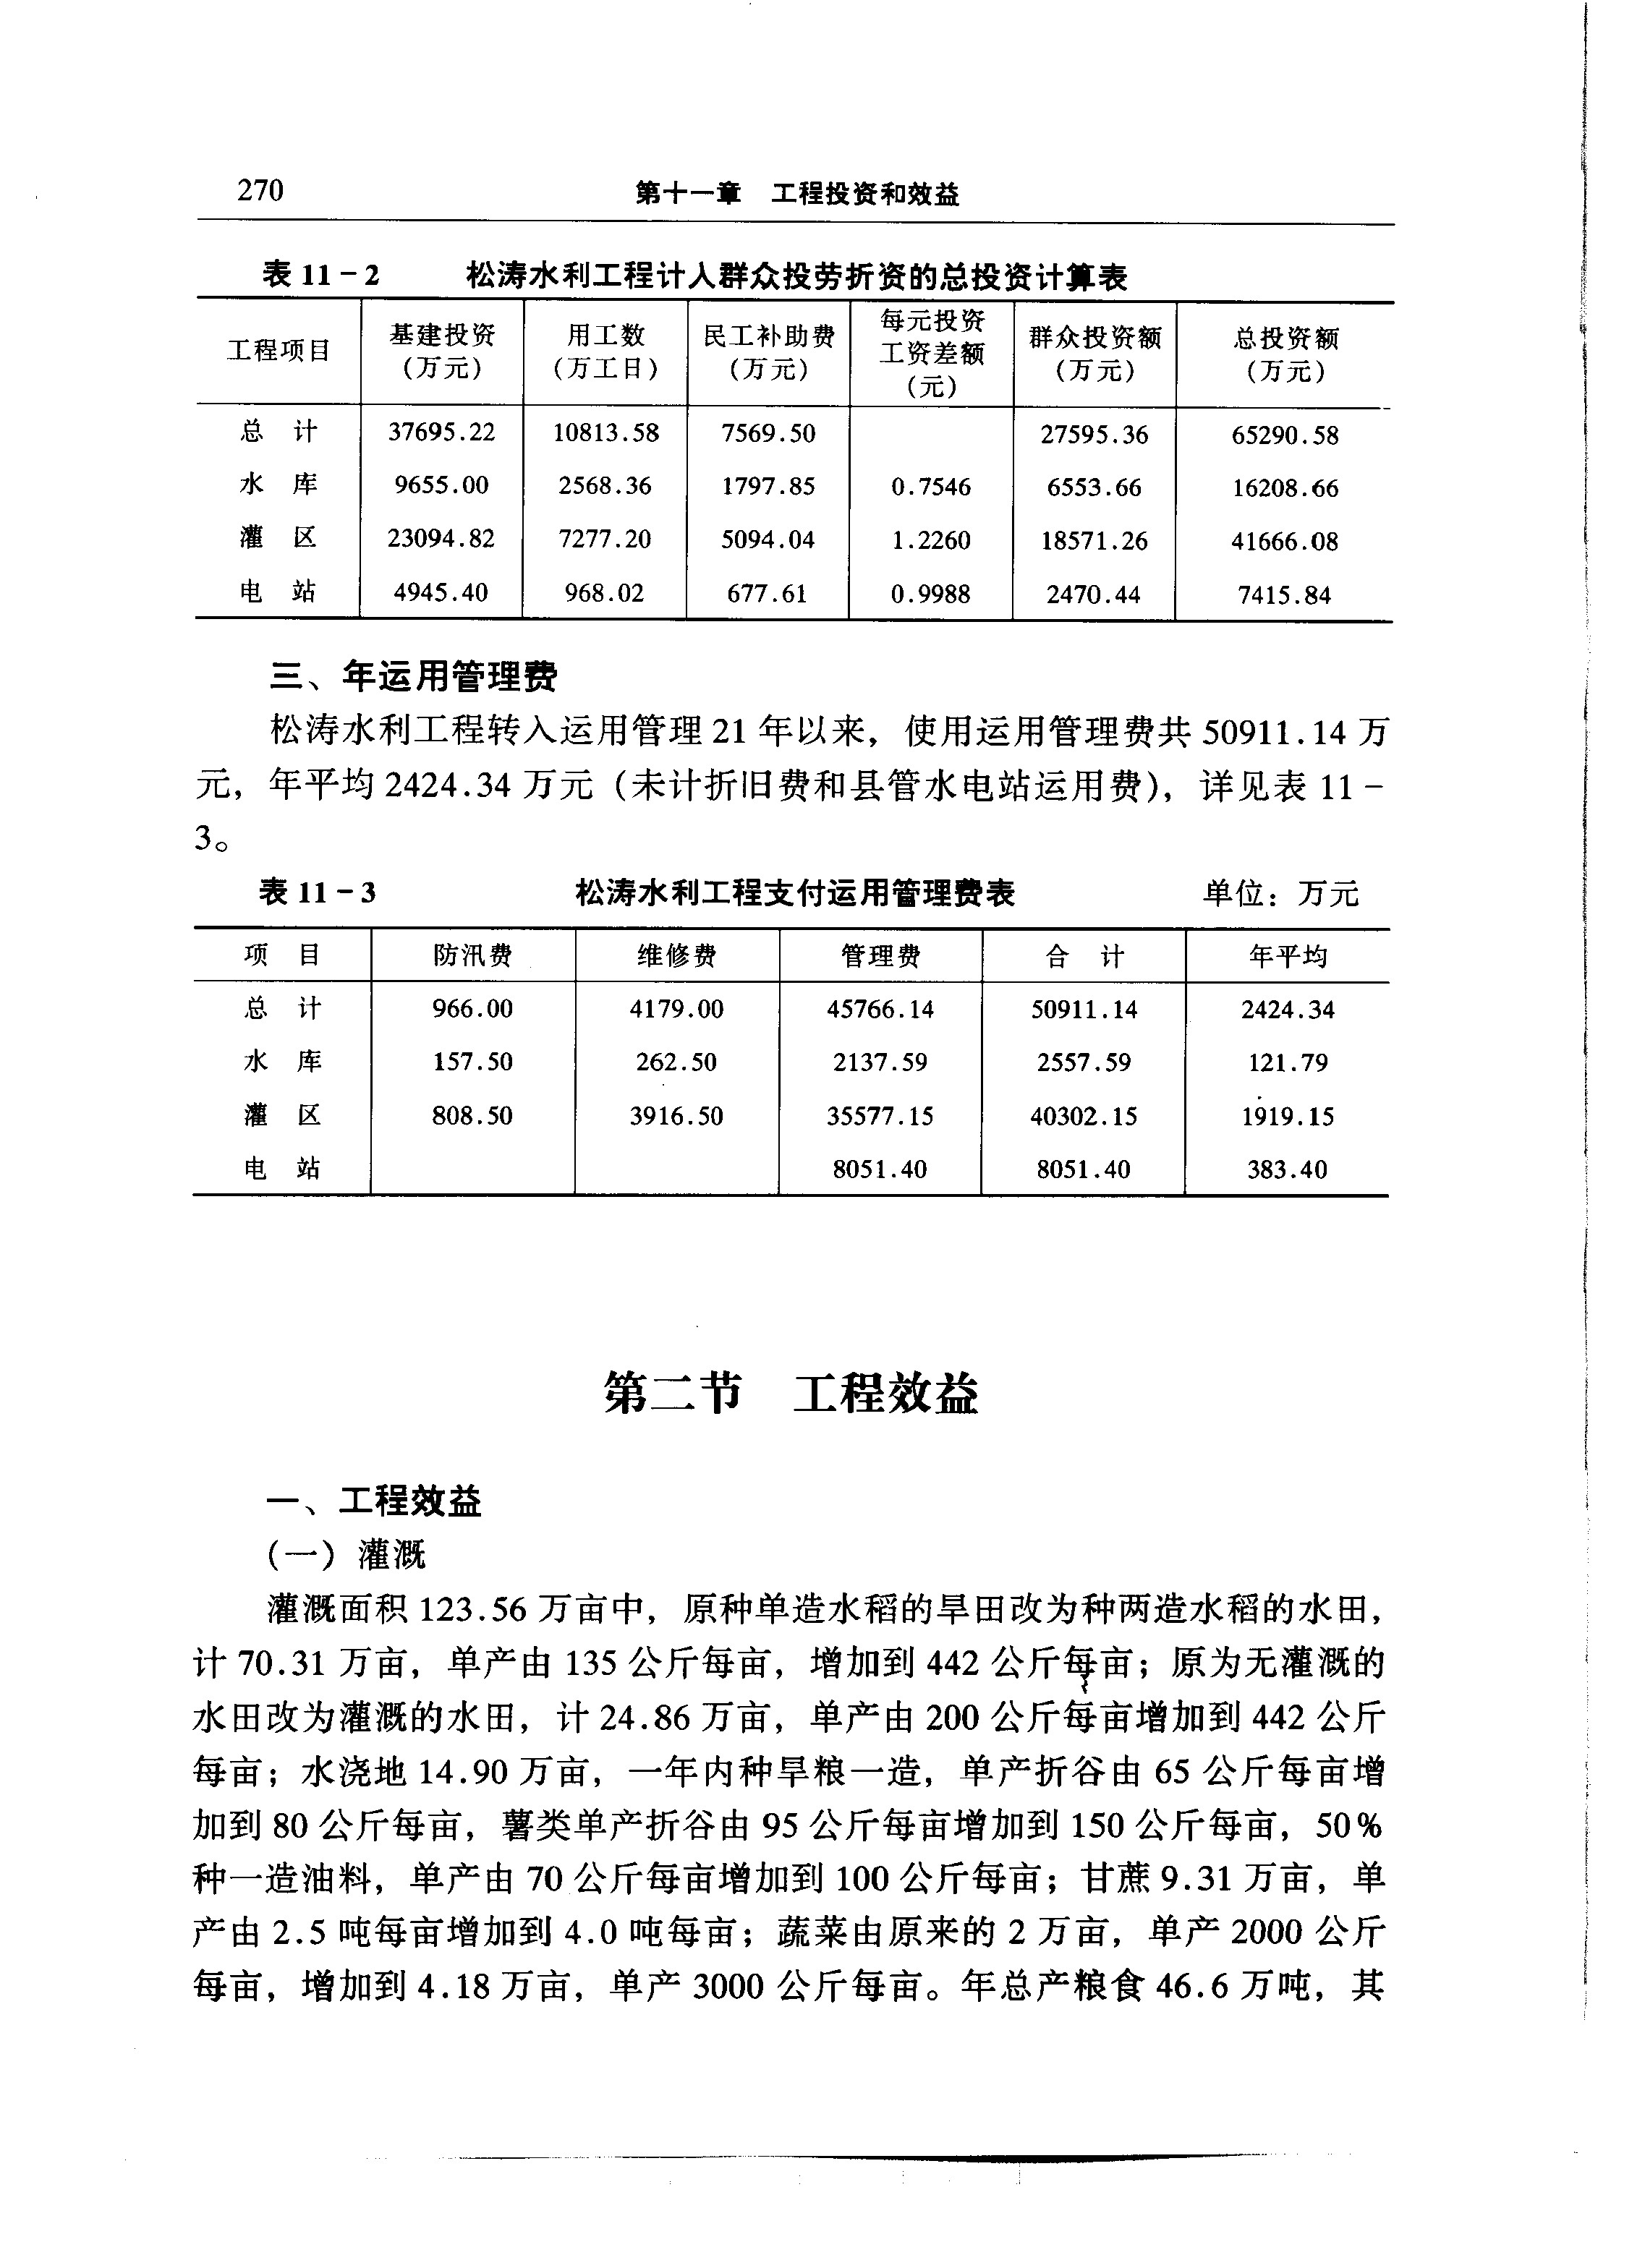 270 第十一章 工程投资和效益
表 11-2 松涛水利工程计入群众投劳折资的总投资计算表
工程项目 基建投资(万元) 用工数(万工日) 民工补助费(万元) 每元投资工资差额(元) 群众投资额(万元) 总投资额(万元)
总 计 37695.22 10813.58 7569.50 27595.36 65290.58
水 库 9655.00 2568.36 1797.85 0.7546 6553.66 16208.66
灌 区 23094.82 7277.20 5094.04 1.2260 18571.26 41666.08
电 站 4945.40 968.02 677.61 0.9988 2470.44 7415.84
三、年运用管理费
松涛水利工程转入运用管理 21 年以来，使用运用管理费共 50911.14 万
元，年平均 2424.34 万元（未计折旧费和县管水电站运用费），详见表 11-
3。
表 11-3 松涛水利工程支付运用管理费表 单位：万元
项 目 防汛费 维修费 管理费 合 计 年平均
总 计 966.00 4179.00 45766.14 50911.14 2424.34
水 库 157.50 262.50 2137.59 2557.59 121.79
灌 区 808.50 3916.50 35577.15 40302.15 1919.15
电 站 8051.40 8051.40 383.40
第二节 工程效益
一、工程效益
（一）灌溉
灌溉面积 123.56 万亩中，原种单造水稻的旱田改为种两造水稻的水田，
计 70.31 万亩，单产由 135 公斤每亩，增加到 442 公斤每亩；原为无灌溉的
水田改为灌溉的水田，计 24.86 万亩，单产由 200 公斤每亩增加到 442 公斤
每亩；水浇地 14.90 万亩，一年内种旱粮一造，单产折谷由 65 公斤每亩增
加到 80 公斤每亩，薯类单产折谷由 95 公斤每亩增加到 150 公斤每亩，50%
种一造油料，单产由 70 公斤每亩增加到 100 公斤每亩；甘蔗 9.31 万亩，单
产由 2.5 吨每亩增加到 4.0 吨每亩；蔬菜由原来的 2 万亩，单产 2000 公斤
每亩，增加到 4.18 万亩，单产 3000 公斤每亩。年总产粮食 46.6 万吨，其